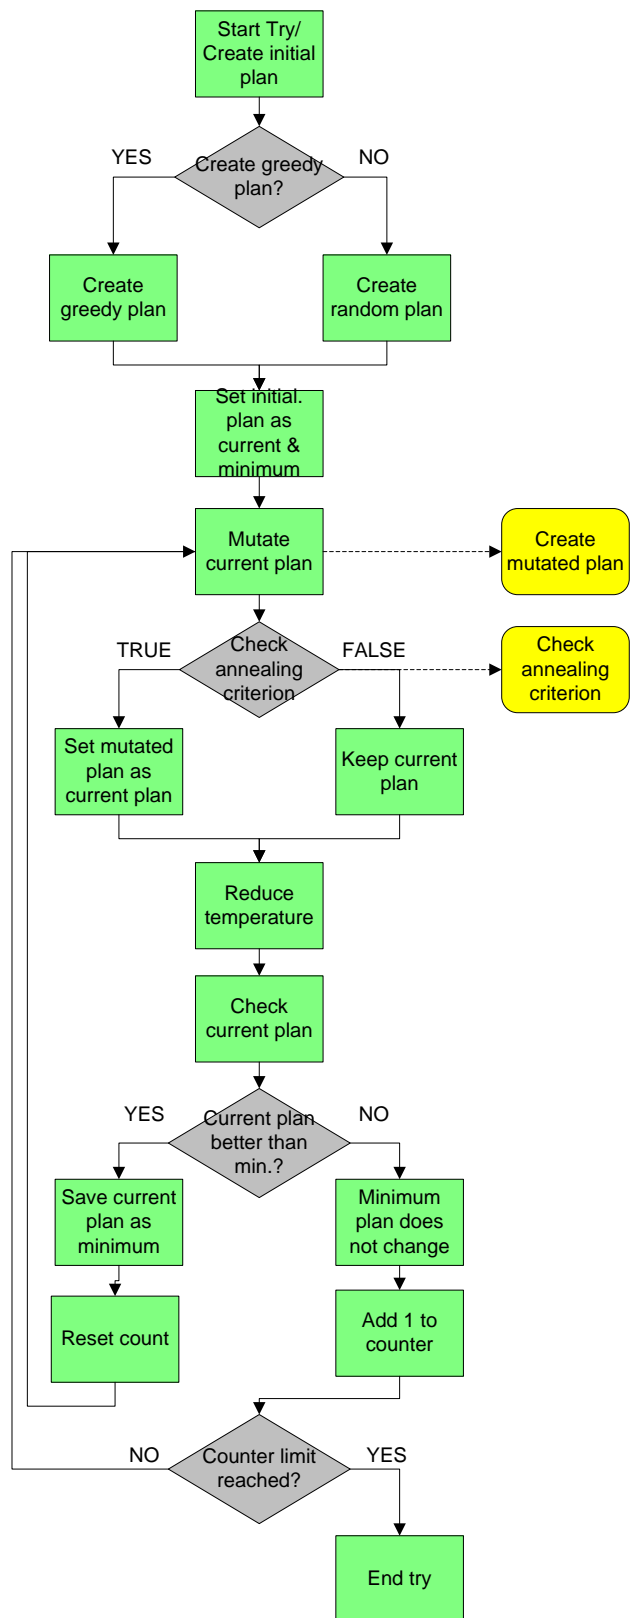 Start Try/
Create initial
plan
YES
NO
Create greedy
plan?
Create
greedy plan
Create
random plan
Set initial.
plan as
current &
minimum
Mutate
current plan
Create
mutated plan
TRUE
FALSE
Check
annealing
criterion
Check
annealing
criterion
Set mutated
plan as
current plan
Keep current
plan
Reduce
temperature
Check
current plan
YES
NO
Current plan
better than
min.?
Save current
plan as
minimum
Minimum
plan does
not change
Reset count
Add 1 to
counter
NO
YES
Counter limit
reached?
End try